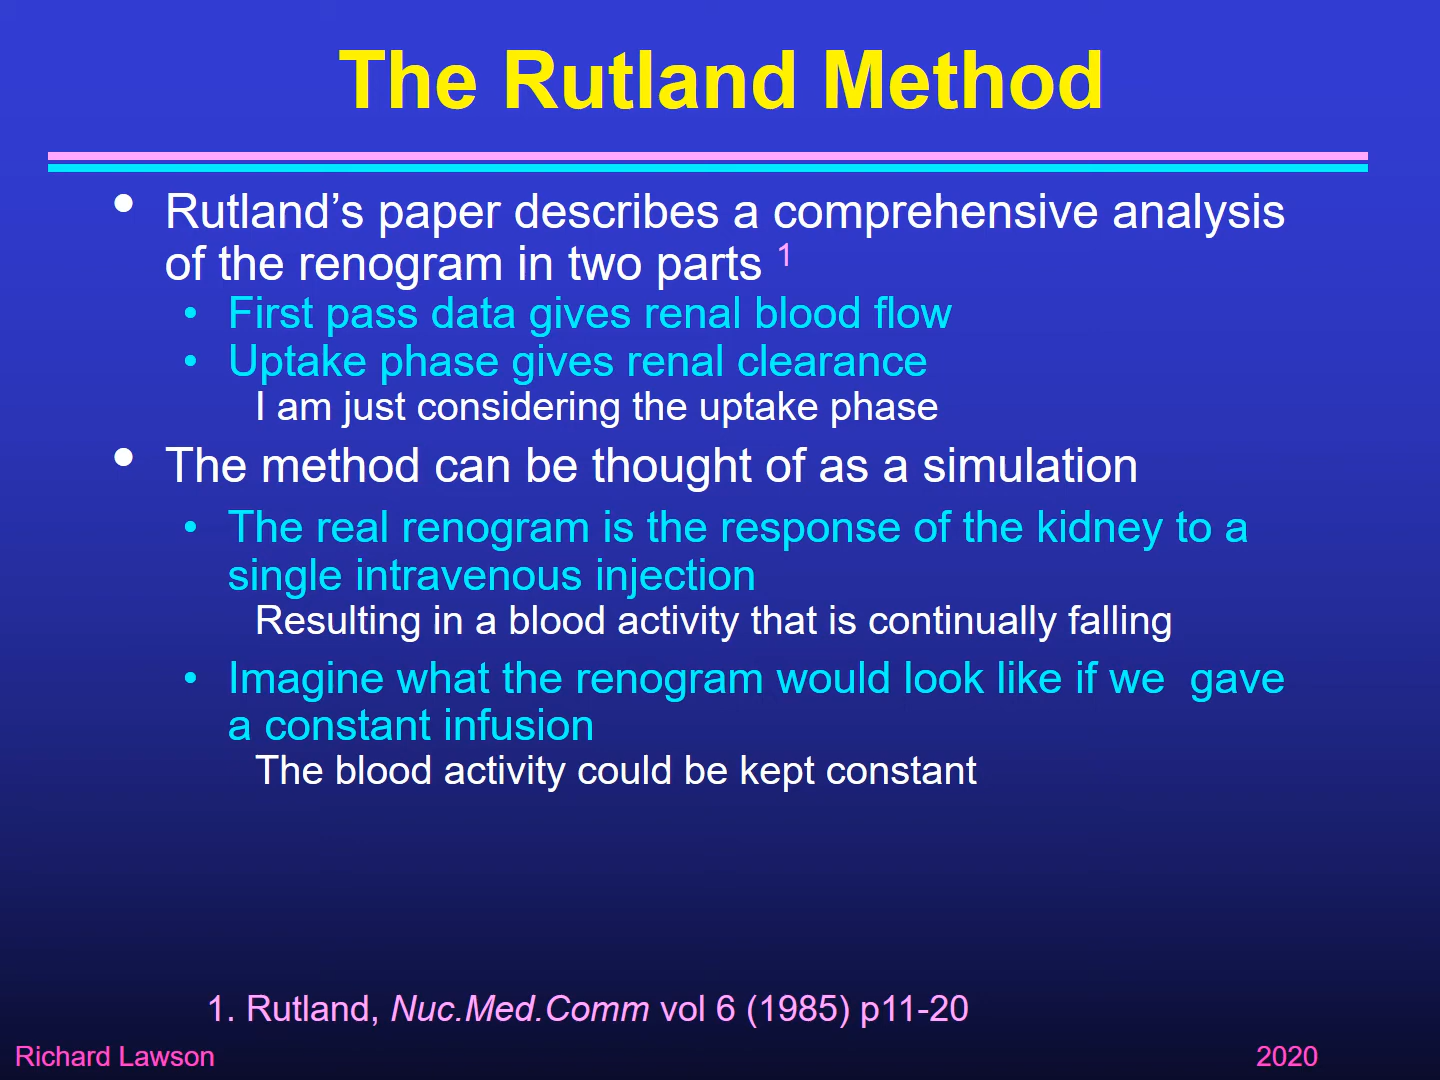 The Rutland Method
• Rutland’s paper describes a comprehensive analysis
of the renogram in two parts 1
• First pass data gives renal blood flow
• Uptake phase gives renal clearance
I am just considering the uptake phase
• The method can be thought of as a simulation
• The real renogram is the response of the kidney to a
single intravenous injection
Resulting in a blood activity that is continually falling
• Imagine what the renogram would look like if we  gave
a constant infusion
The blood activity could be kept constant
1. Rutland, Nuc.Med.Comm vol 6 (1985) p11-20
Richard Lawson
2020